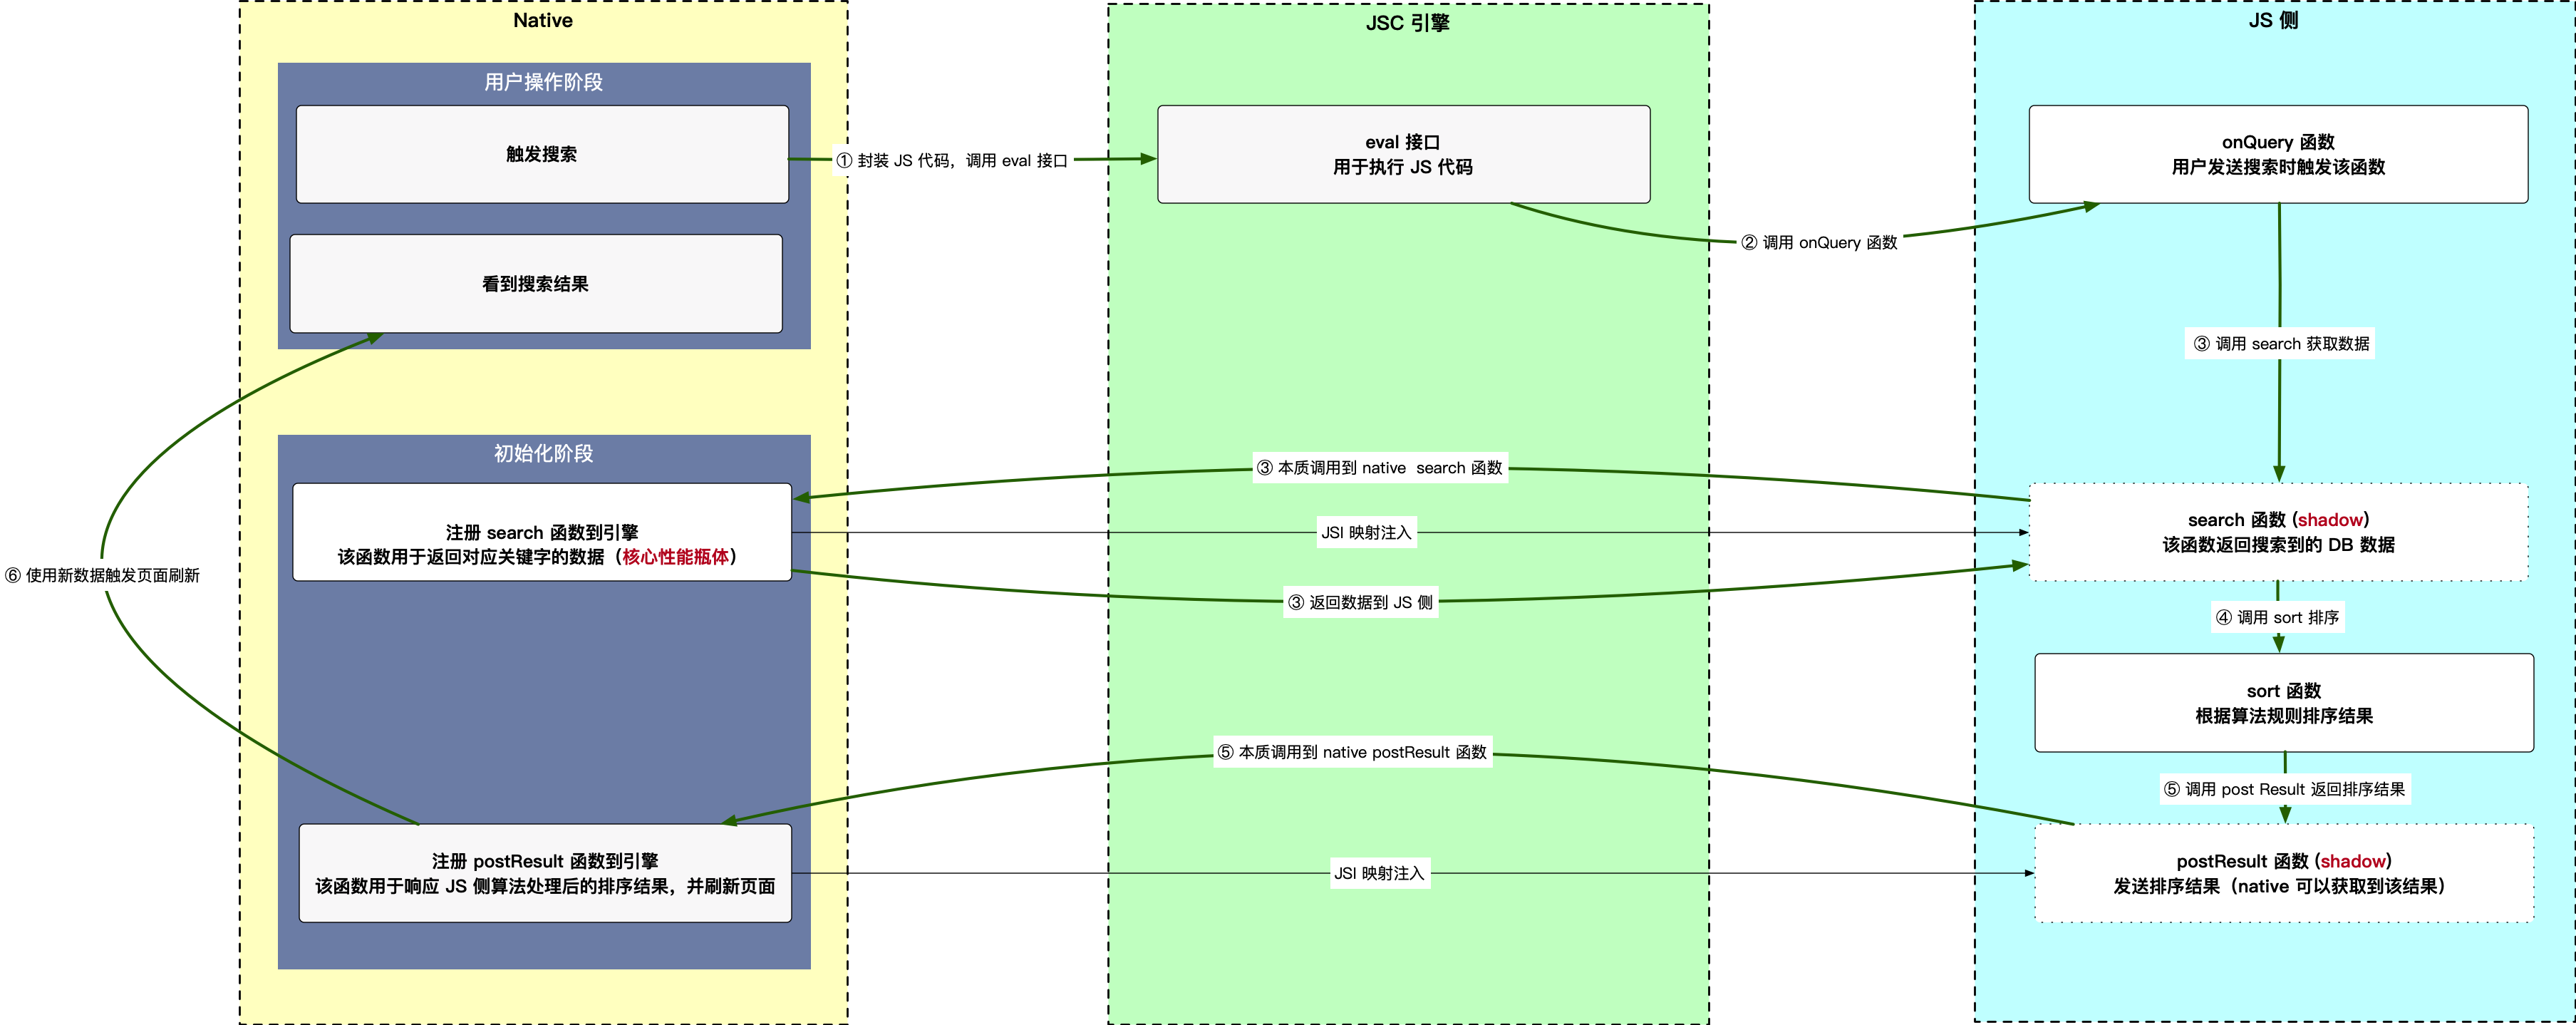 Native
JSC 引擎
JS 侧
用户操作阶段
触发搜索
① 封装 JS 代码，调用 eval 接口
eval 接口
用于执行 JS 代码
onQuery 函数
用户发送搜索时触发该函数
② 调用 onQuery 函数
看到搜索结果
③ 调用 search 获取数据
初始化阶段
③ 本质调用到 native search 函数
注册 search 函数到引擎
该函数用于返回对应关键字的数据（核心性能瓶体）
JSI 映射注入
search 函数 (shadow)
该函数返回搜索到的 DB 数据
⑥ 使用新数据触发页面刷新
③ 返回数据到 JS 侧
④ 调用 sort 排序
sort 函数
根据算法规则排序结果
⑤ 本质调用到 native postResult 函数
⑤ 调用 post Result 返回排序结果
注册 postResult 函数到引擎
该函数用于响应 JS 侧算法处理后的排序结果，并刷新页面
JSI 映射注入
postResult 函数 (shadow)
发送排序结果（native 可以获取到该结果）